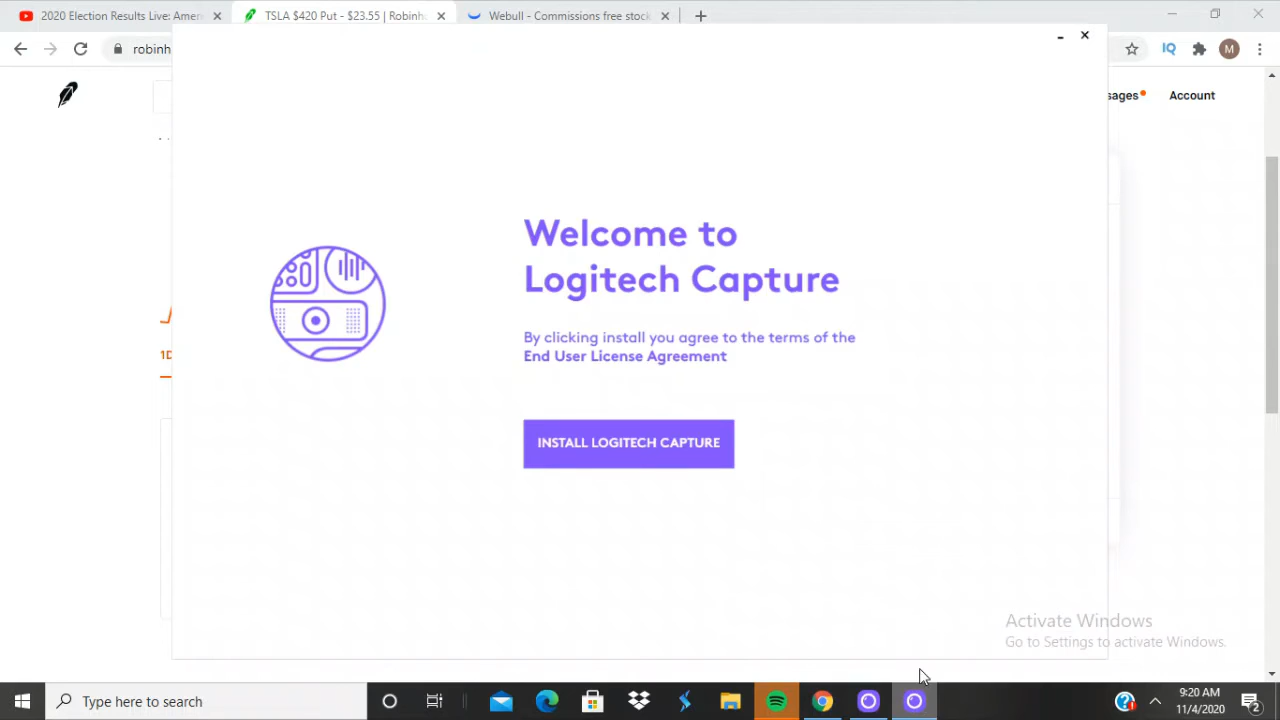 2020 Election Results Live: Amer
TSLA $420 Put - $23.55 | Robinh
Webull - Commissions free stock
robinh
IQ
M
sages
Account
Welcome to
Logitech Capture
1D
By clicking install you agree to the terms of the
End User License Agreement
INSTALL LOGITECH CAPTURE
Activate Windows
Go to Settings to activate Windows.
Type here to search
9:20 AM
11/4/2020
2